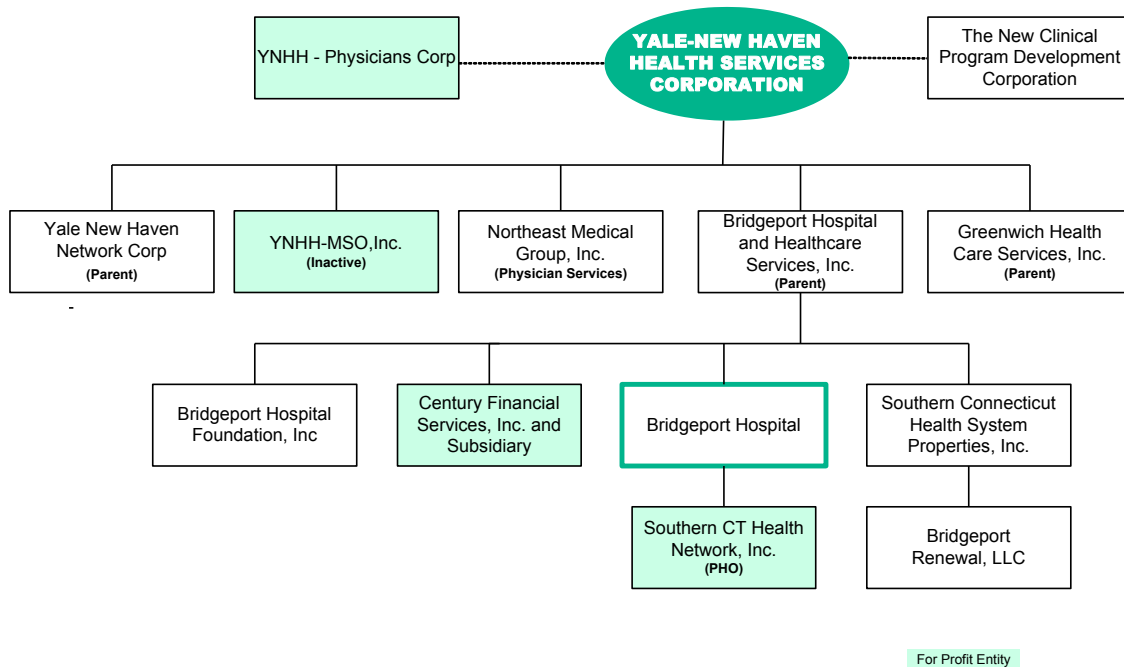 YNHH - Physicians Corp
YALE-NEW HAVEN
HEALTH SERVICES
CORPORATION
The New Clinical
Program Development
Corporation
Yale New Haven
Network Corp
(Parent)
-
YNHH-MSO,Inc.
(Inactive)
Northeast Medical
Group, Inc.
(Physician Services)
Bridgeport Hospital
and Healthcare
Services, Inc.
(Parent)
Greenwich Health
Care Services, Inc.
(Parent)
Bridgeport Hospital
Foundation, Inc
Century Financial
Services, Inc. and
Subsidiary
Bridgeport Hospital
Southern Connecticut
Health System
Properties, Inc.
Southern CT Health
Network, Inc.
(PHO)
Bridgeport
Renewal, LLC
For Profit Entity